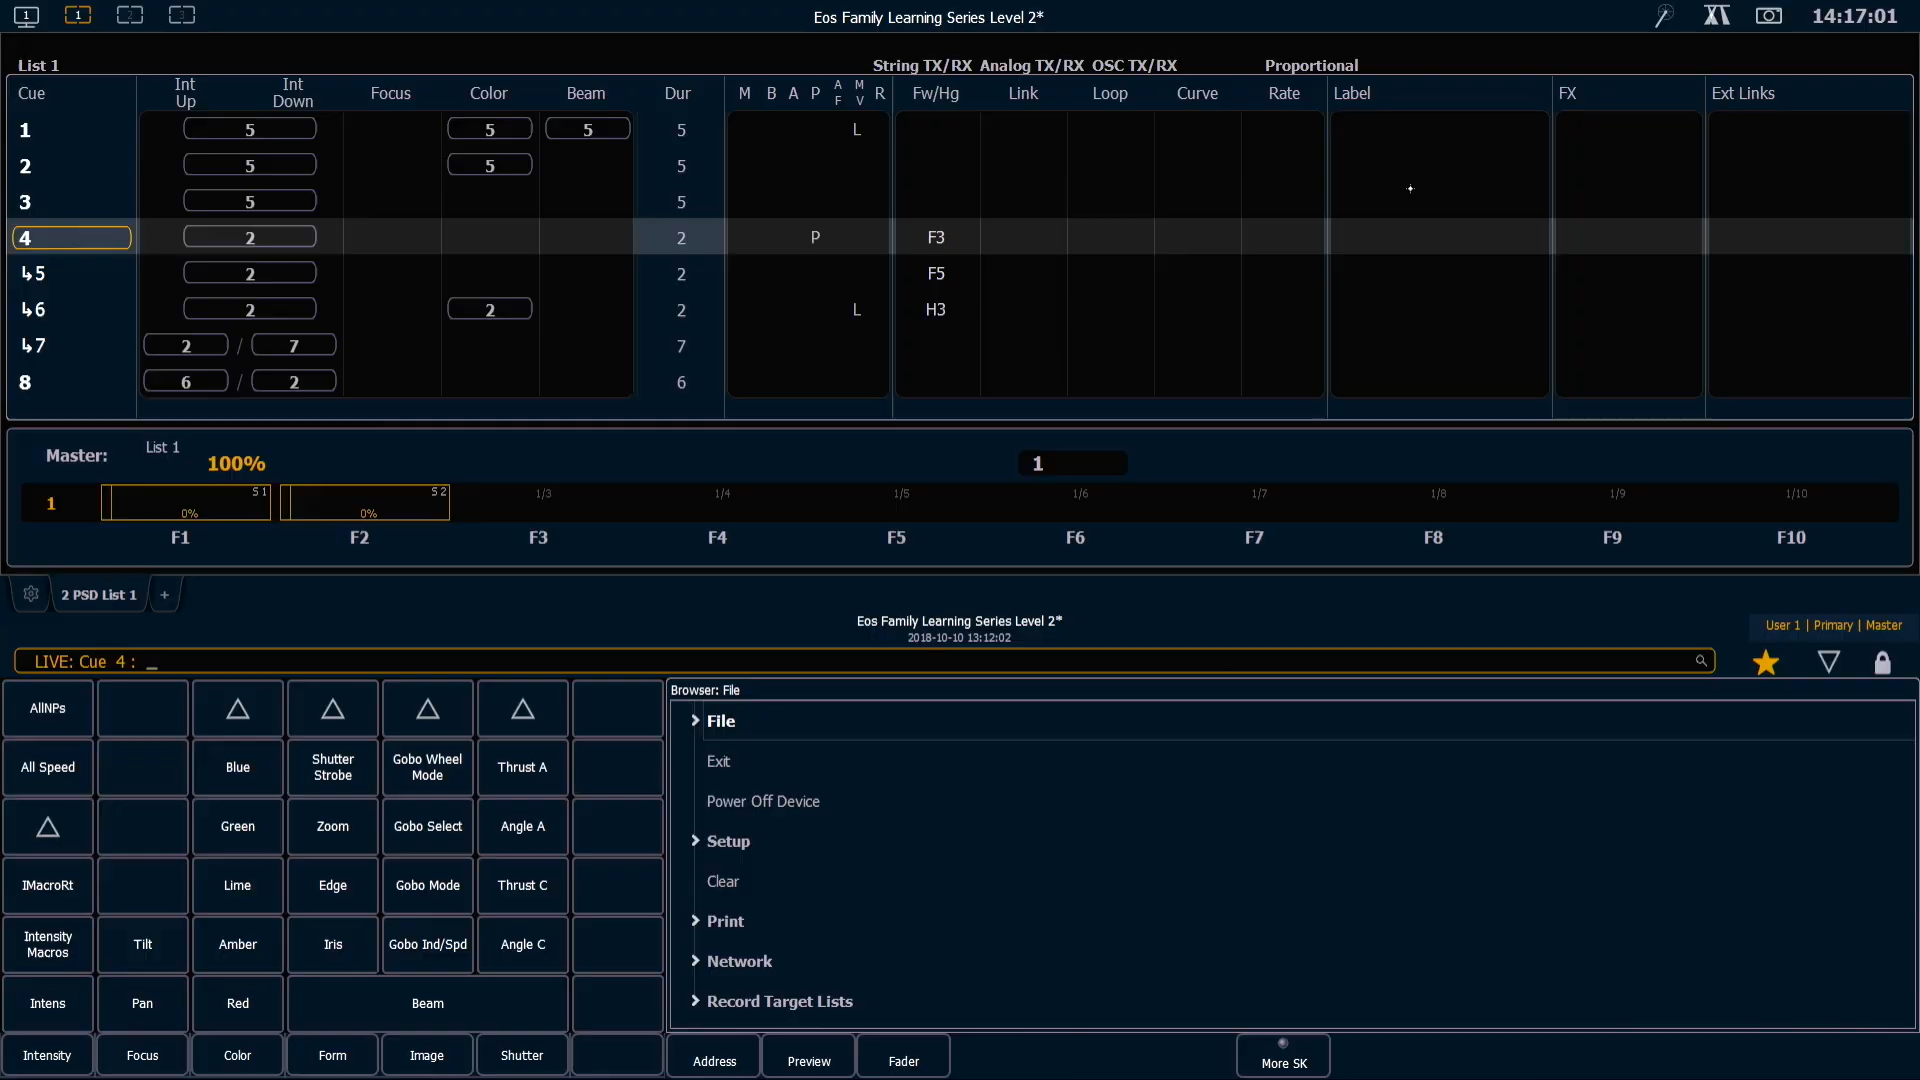 1 1 2 3 Eos Family Learning Series Level 2* 14:17:01
List 1 String TX/RX Analog TX/RX OSC TX/RX Proportional
Cue Int Up Int Down Focus Color Beam Dur M B A P A F M V R Fw/Hg Link Loop Curve Rate Label FX Ext Links
1 5 5 5 5 L
2 5 5 5
3 5 5
4 2 2 P F3
↳5 2 2 F5
↳6 2 2 2 L H3
↳7 2 / 7 7
8 6 / 2 6
Master: List 1 100% 1
1 S 1 0% S 2 0% 1/3 1/4 1/5 1/6 1/7 1/8 1/9 1/10
F1 F2 F3 F4 F5 F6 F7 F8 F9 F10
2 PSD List 1 +
Eos Family Learning Series Level 2*
2018-10-10 13:12:02
User 1 | Primary | Master
LIVE: Cue 4 : _
AllNPs
All Speed Blue Shutter Strobe Gobo Wheel Mode Thrust A
Green Zoom Gobo Select Angle A
IMacroRt Lime Edge Gobo Mode Thrust C
Intensity Macros Tilt Amber Iris Gobo Ind/Spd Angle C
Intens Pan Red Beam
Intensity Focus Color Form Image Shutter
Browser: File
File
Exit
Power Off Device
Setup
Clear
Print
Network
Record Target Lists
Address Preview Fader More SK